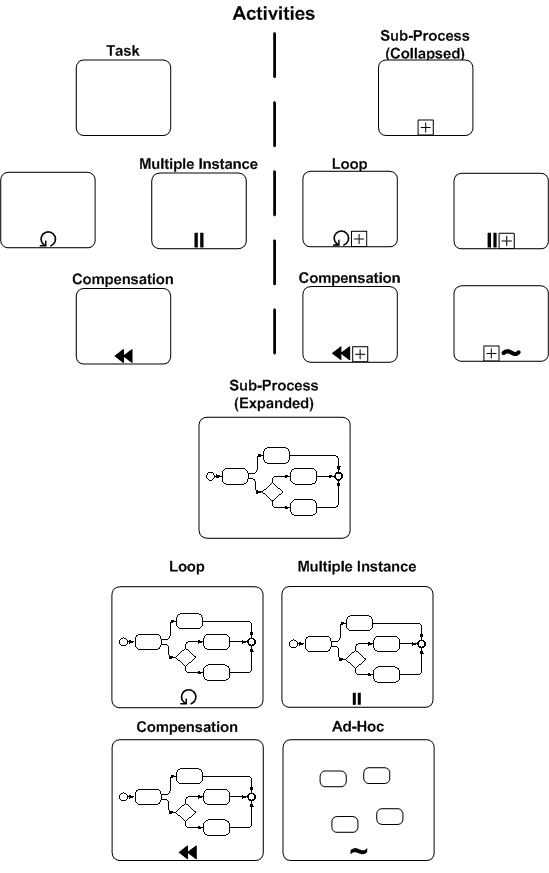 Activities
Task
Sub-Process
(Collapsed)
Multiple Instance
Loop
Compensation
Compensation
Sub-Process
(Expanded)
Loop
Multiple Instance
Compensation
Ad-Hoc